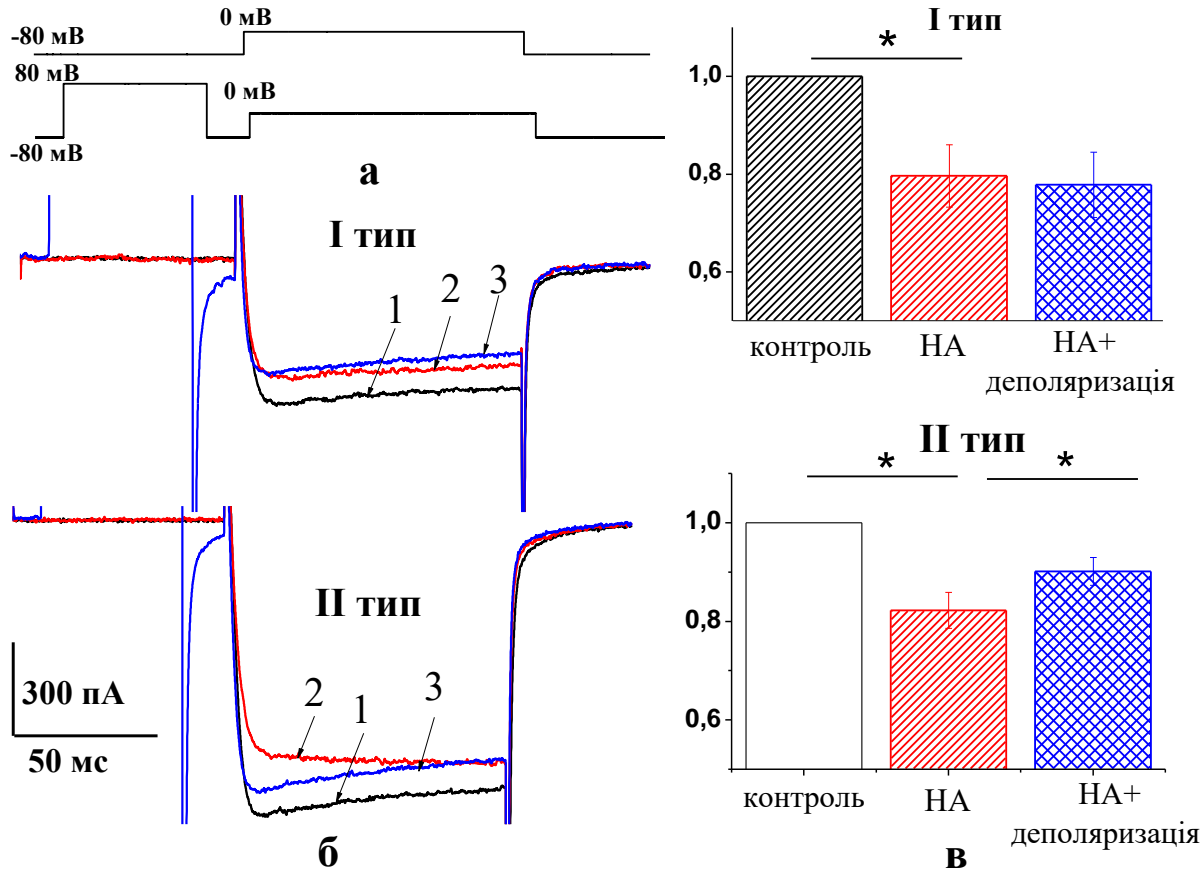 0 мВ
-80 мВ
80 мВ
0 мВ
-80 мВ
а
I тип
1
2
3
II тип
2
1
3
300 пА
50 мс
б
I тип
*
1,0
0,8
0,6
контроль
НА
НА+
деполяризація
II тип
*
*
1,0
0,8
0,6
контроль
НА
НА+
деполяризація
в